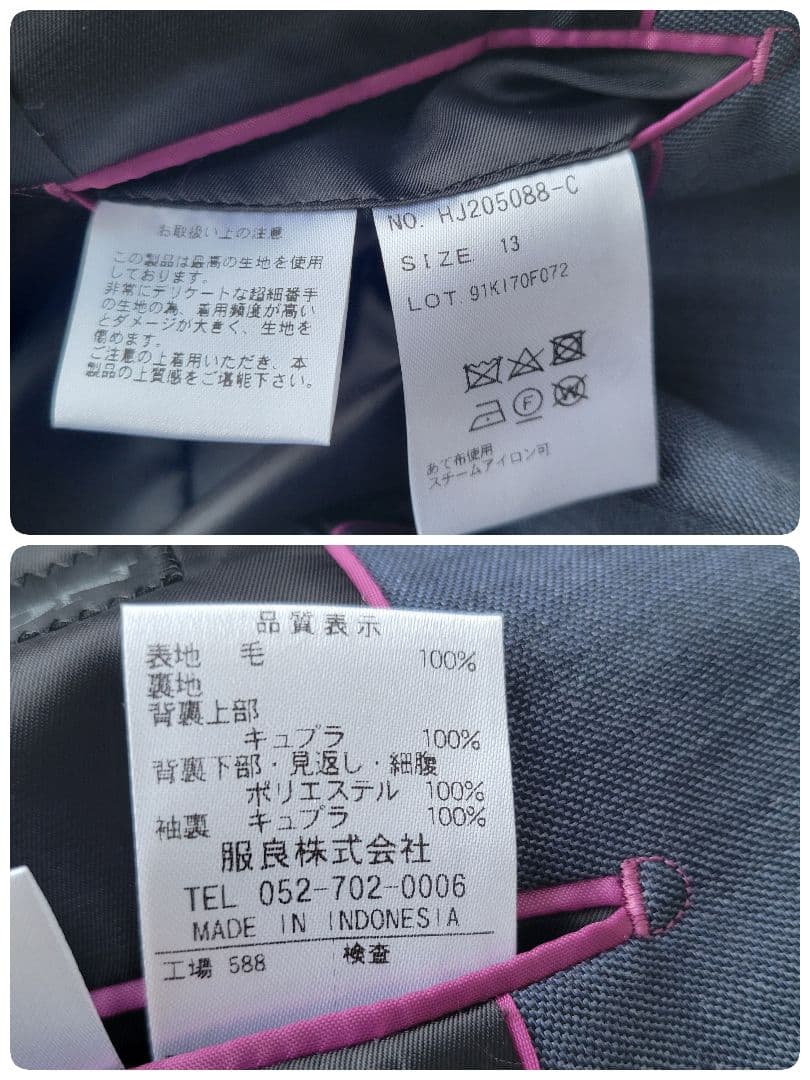 お取扱い上の注意
この製品は最高の生地を使用
しております。
非常にデリケートな超細番手
の生地の為、着用頻度が高い
とダメージが大きく、生地を
傷めます。
ご注意の上着用いただき、本
製品の上質感をご堪能下さい。
NO. HJ205088-C
SIZE 13
LOT 91KI70F072
F
W
あて布使用
スチームアイロン可
品質表示
表地 毛 100%
裏地
背裏上部
キュプラ 100%
背裏下部・見返し・細腹
ポリエステル 100%
袖裏 キュプラ 100%
服良株式会社
TEL 052-702-0006
MADE IN INDONESIA
工場 588 検査